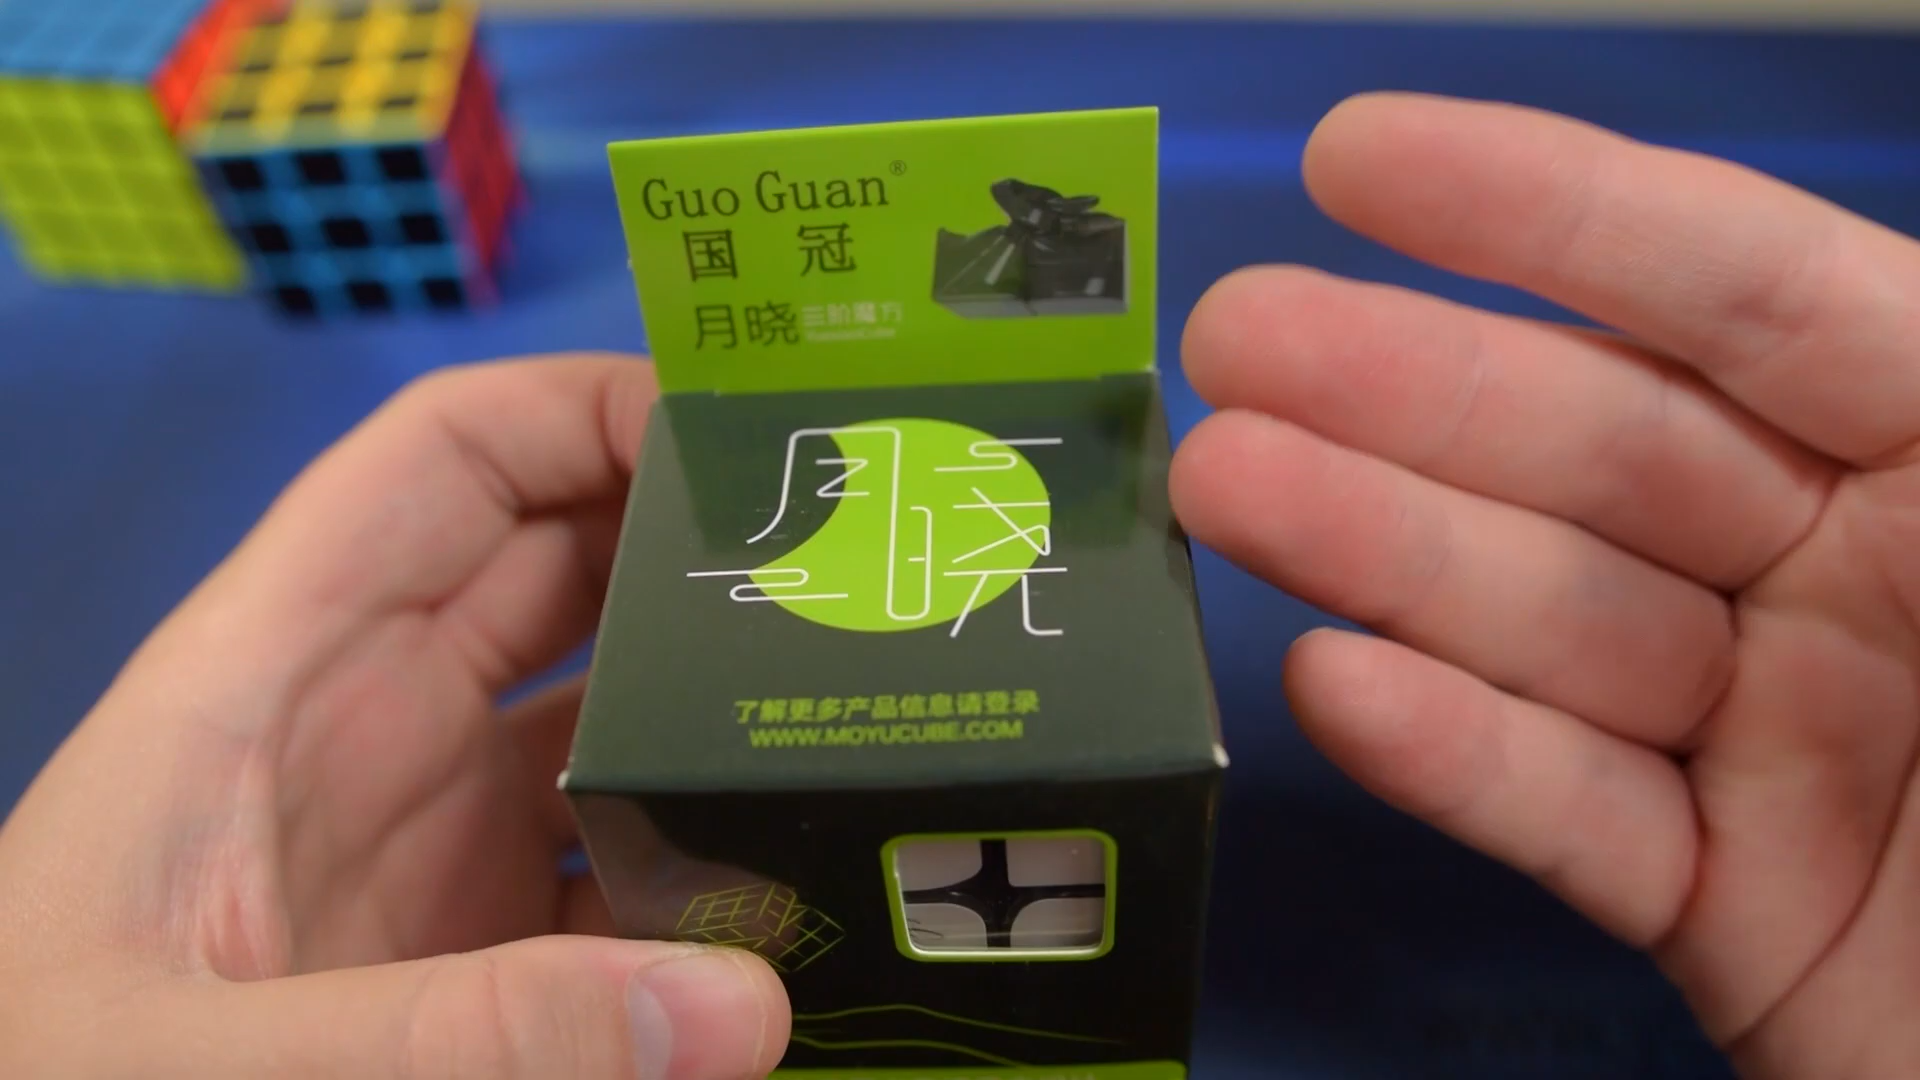 Guo Guan®
国 冠
月晓三阶魔方
YuexiaoCube
月晓
了解更多产品信息请登录
WWW.MOYUCUBE.COM